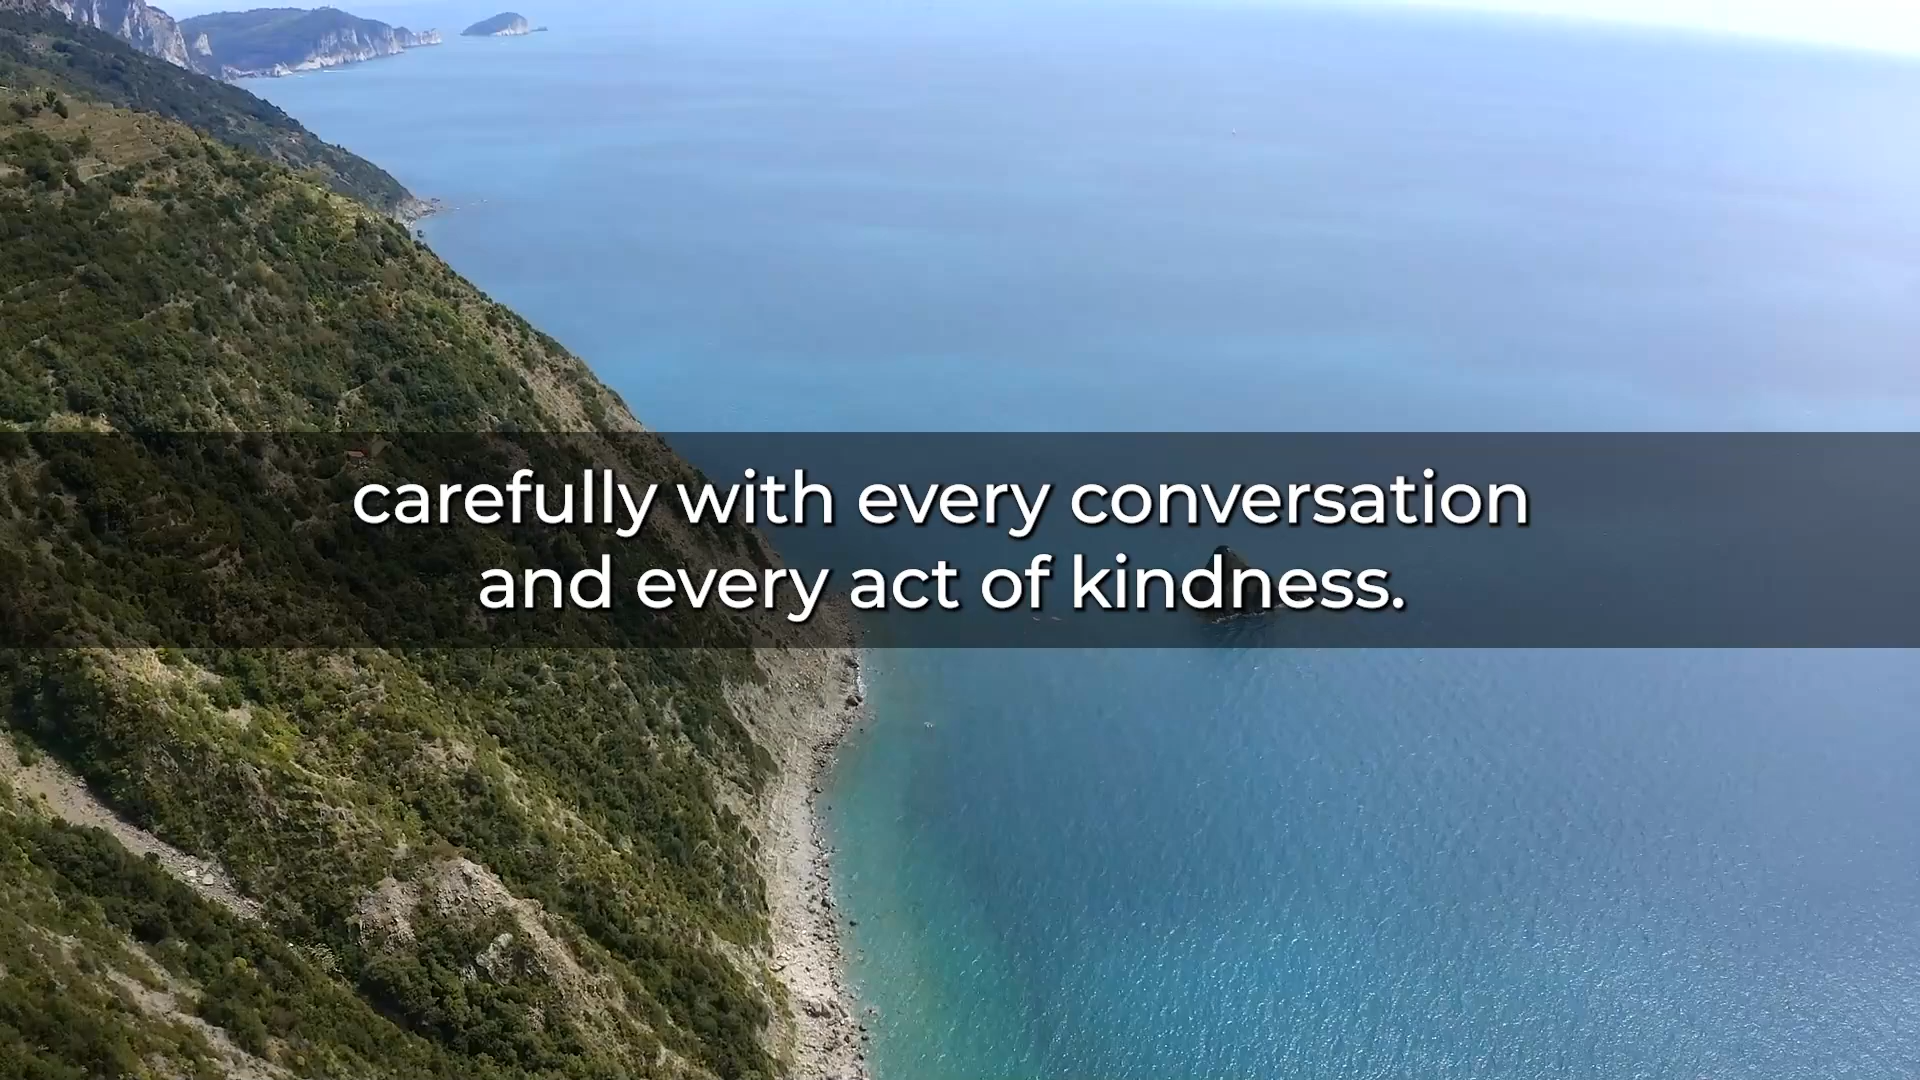 carefully with every conversation
and every act of kindness.